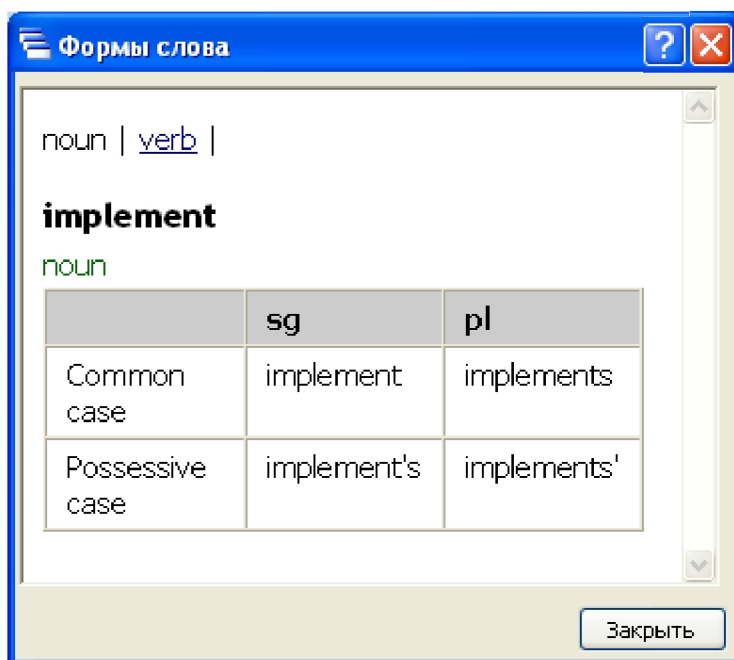 Формы слова
noun | verb |
implement
noun
sg pl
Common implement implements
case
Possessive implement's implements'
case
Закрыть